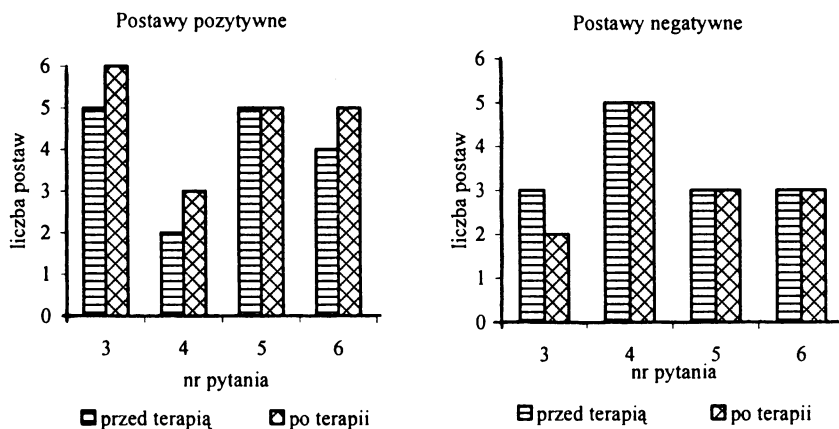 Postawy pozytywne
liczba postaw
6
5
4
3
2
1
0
3 4 5 6
nr pytania
przed terapią po terapii
Postawy negatywne
liczba postaw
6
5
4
3
2
1
0
3 4 5 6
nr pytania
przed terapią po terapii